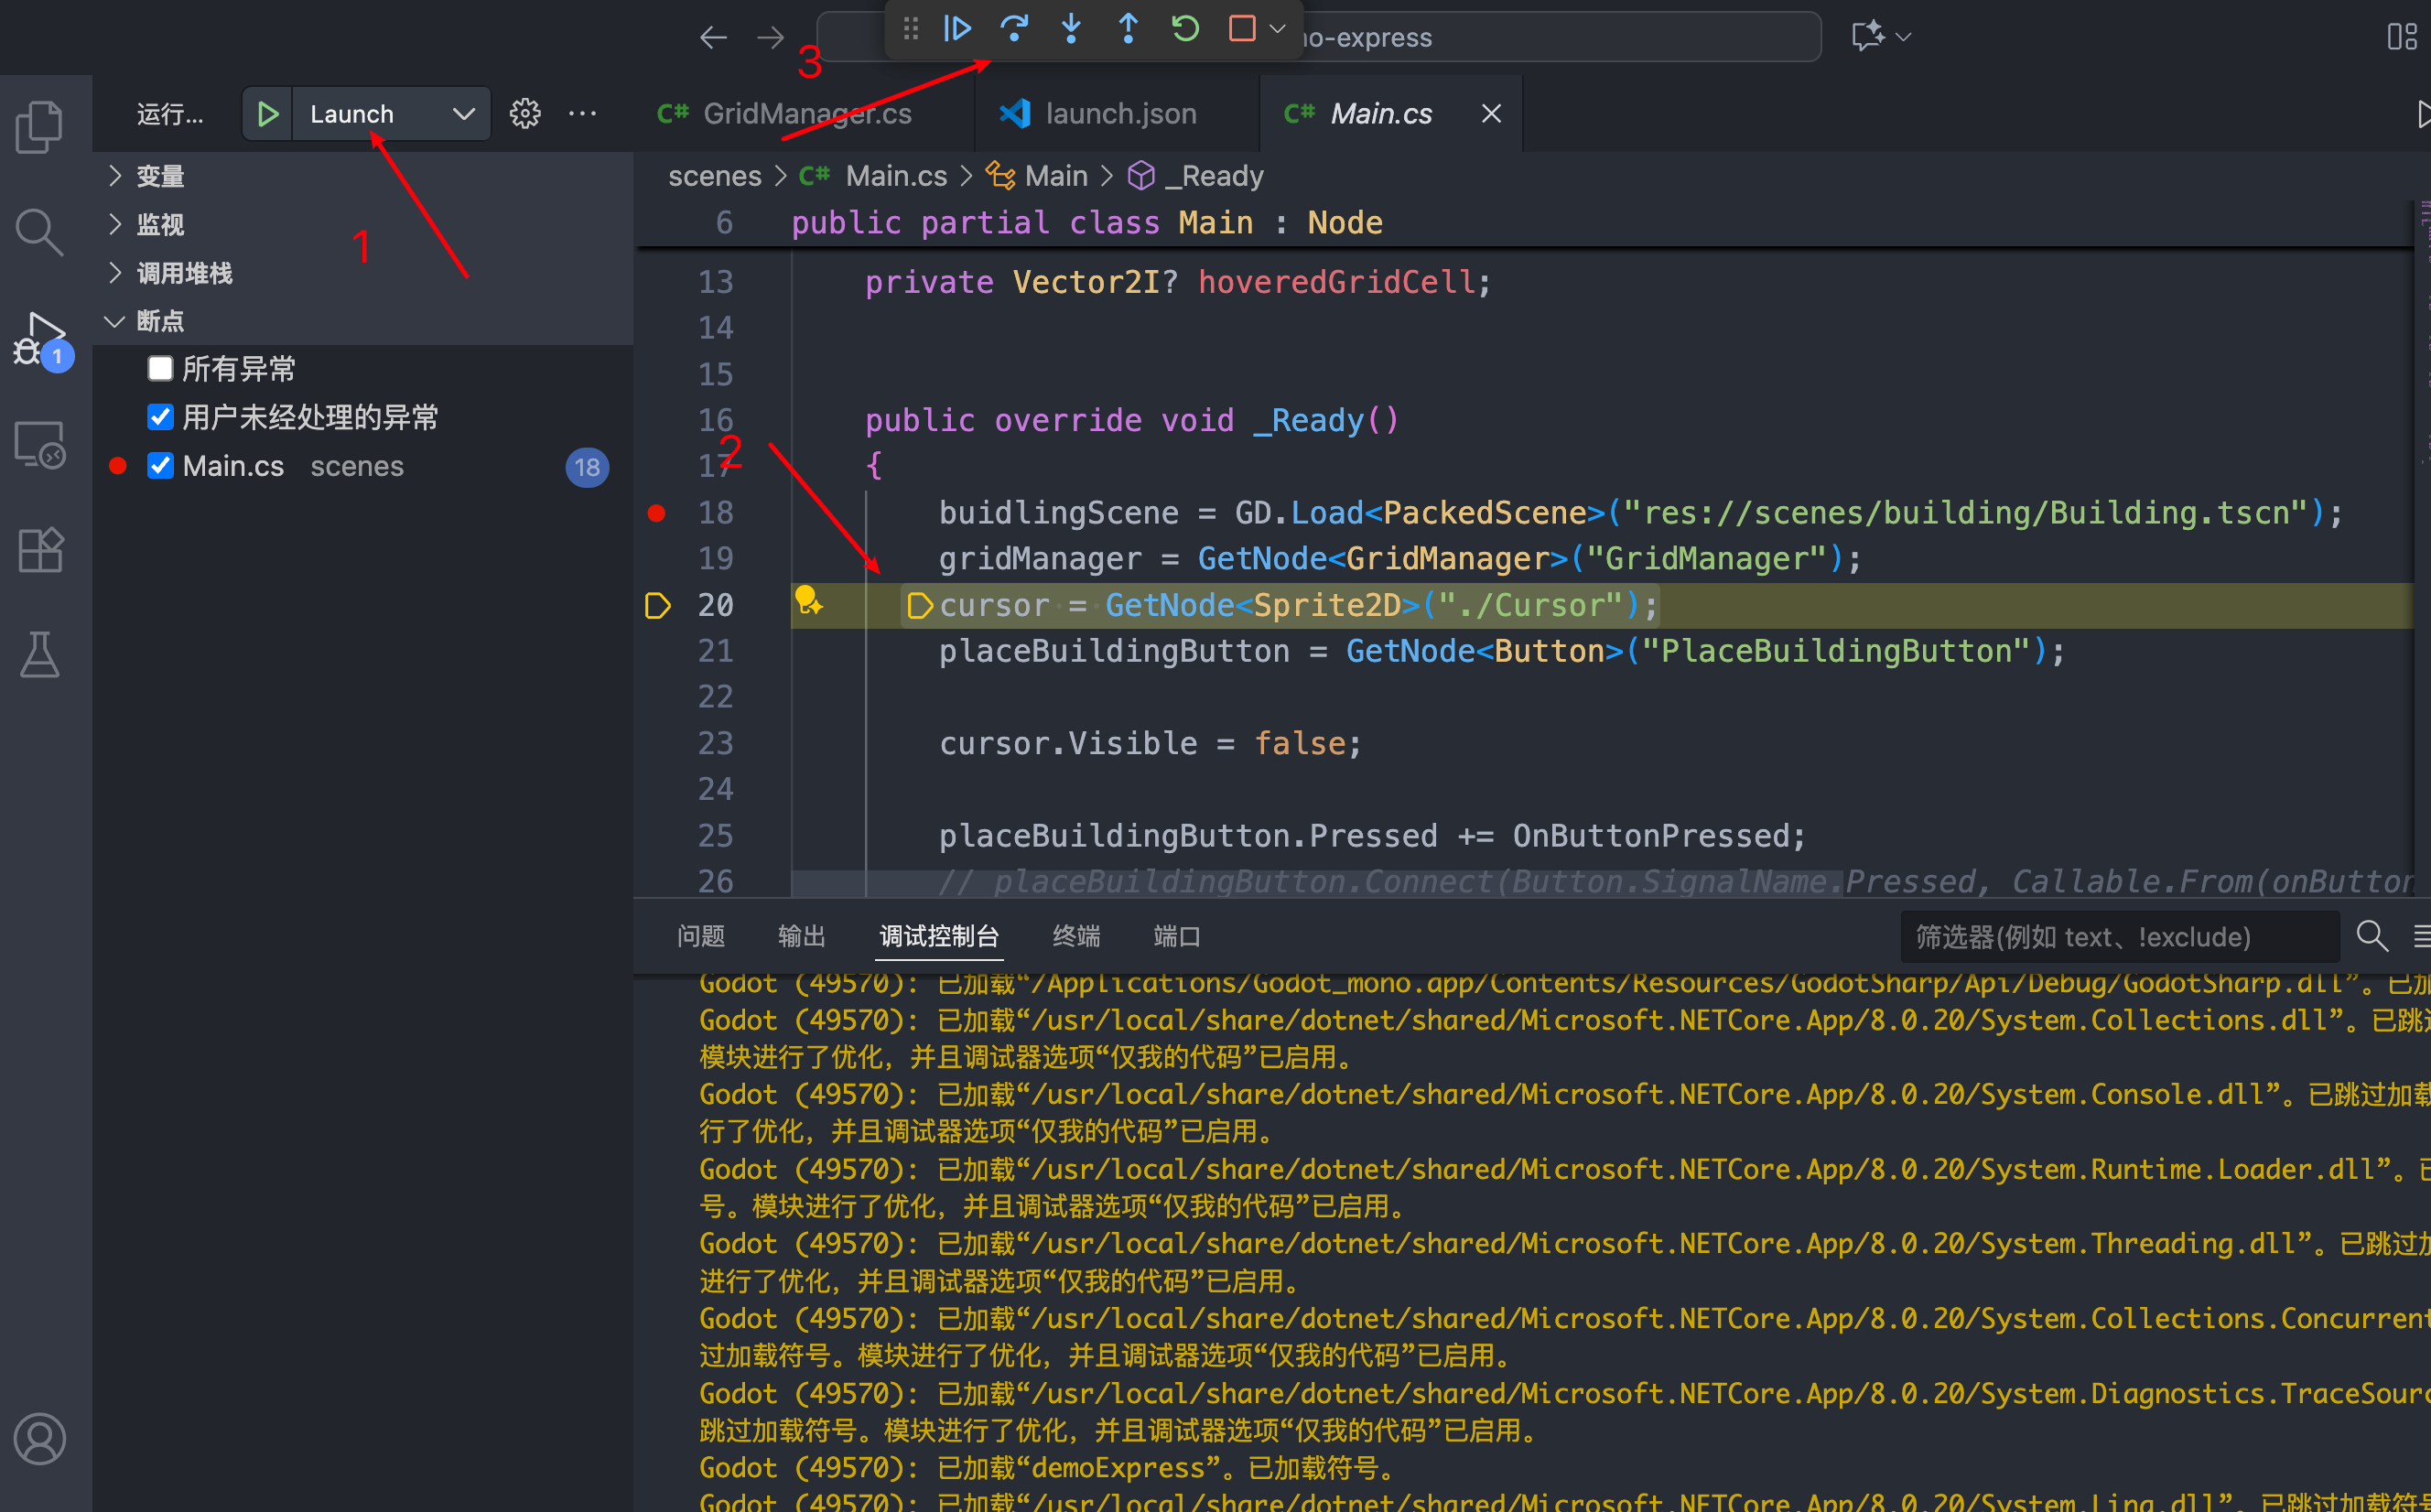 no-express
3
运行...
Launch
GridManager.cs
launch.json
Main.cs
变量
监视
调用堆栈
断点
所有异常
用户未经处理的异常
Main.cs scenes 18
1
1
2
scenes > Main.cs > Main > _Ready
6 public partial class Main : Node
13 private Vector2I? hoveredGridCell;
14
15
16 public override void _Ready()
17 {
18 buidlingScene = GD.Load<PackedScene>("res://scenes/building/Building.tscn");
19 gridManager = GetNode<GridManager>("GridManager");
20 cursor = GetNode<Sprite2D>("./Cursor");
21 placeBuildingButton = GetNode<Button>("PlaceBuildingButton");
22
23 cursor.Visible = false;
24
25 placeBuildingButton.Pressed += OnButtonPressed;
26 // placeBuildingButton.Connect(Button.SignalName.Pressed, Callable.From(onButton
问题 输出 调试控制台 终端 端口
筛选器(例如 text、!exclude)
Godot (49570): 已加载“/Applications/Godot_mono.app/Contents/Resources/GodotSharp/Api/Debug/GodotSharp.dll”。已加
Godot (49570): 已加载“/usr/local/share/dotnet/shared/Microsoft.NETCore.App/8.0.20/System.Collections.dll”。已跳
模块进行了优化，并且调试器选项“仅我的代码”已启用。
Godot (49570): 已加载“/usr/local/share/dotnet/shared/Microsoft.NETCore.App/8.0.20/System.Console.dll”。已跳过加载
行了优化，并且调试器选项“仅我的代码”已启用。
Godot (49570): 已加载“/usr/local/share/dotnet/shared/Microsoft.NETCore.App/8.0.20/System.Runtime.Loader.dll”。已
号。模块进行了优化，并且调试器选项“仅我的代码”已启用。
Godot (49570): 已加载“/usr/local/share/dotnet/shared/Microsoft.NETCore.App/8.0.20/System.Threading.dll”。已跳过加
进行了优化，并且调试器选项“仅我的代码”已启用。
Godot (49570): 已加载“/usr/local/share/dotnet/shared/Microsoft.NETCore.App/8.0.20/System.Collections.Concurrent
过加载符号。模块进行了优化，并且调试器选项“仅我的代码”已启用。
Godot (49570): 已加载“/usr/local/share/dotnet/shared/Microsoft.NETCore.App/8.0.20/System.Diagnostics.TraceSourc
跳过加载符号。模块进行了优化，并且调试器选项“仅我的代码”已启用。
Godot (49570): 已加载“demoExpress”。已加载符号。
Godot (49570): 已加载“/usr/local/share/dotnet/shared/Microsoft.NETCore.App/8.0.20/System.Linq.dll”。已跳过加载符号